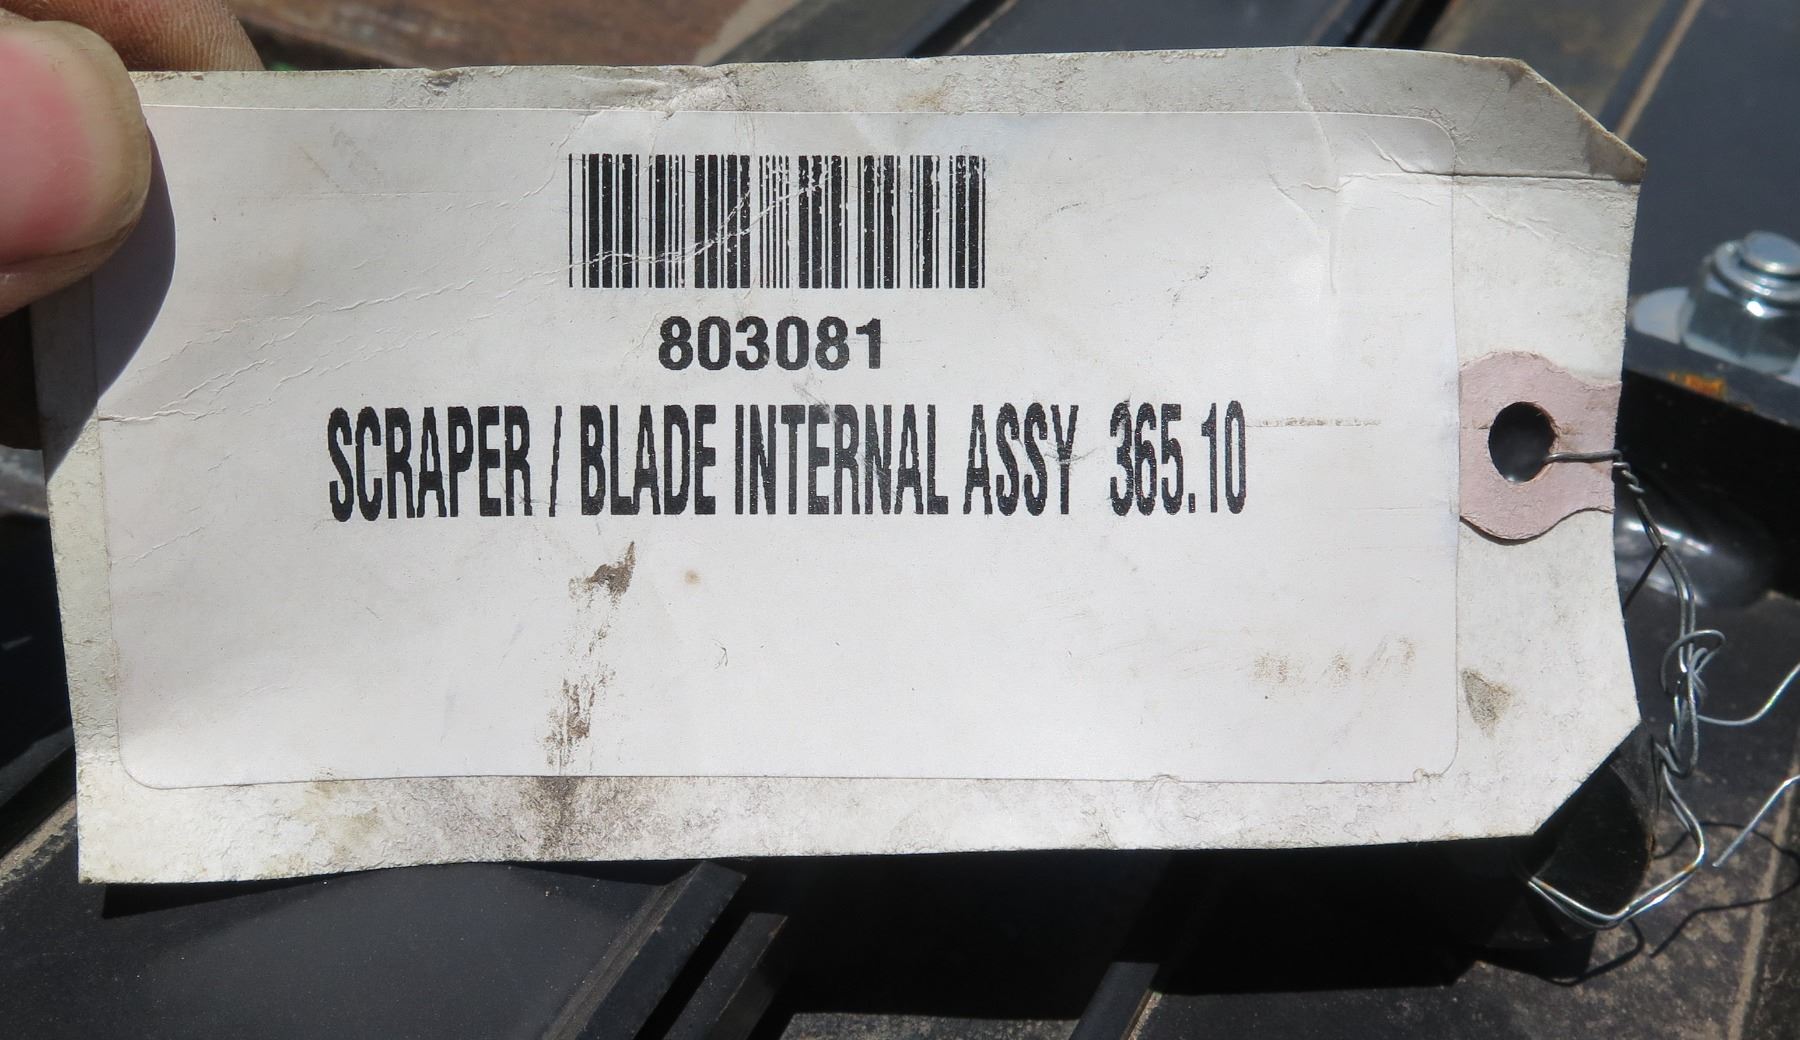 803081
SCRAPER / BLADE INTERNAL ASSY 365.10